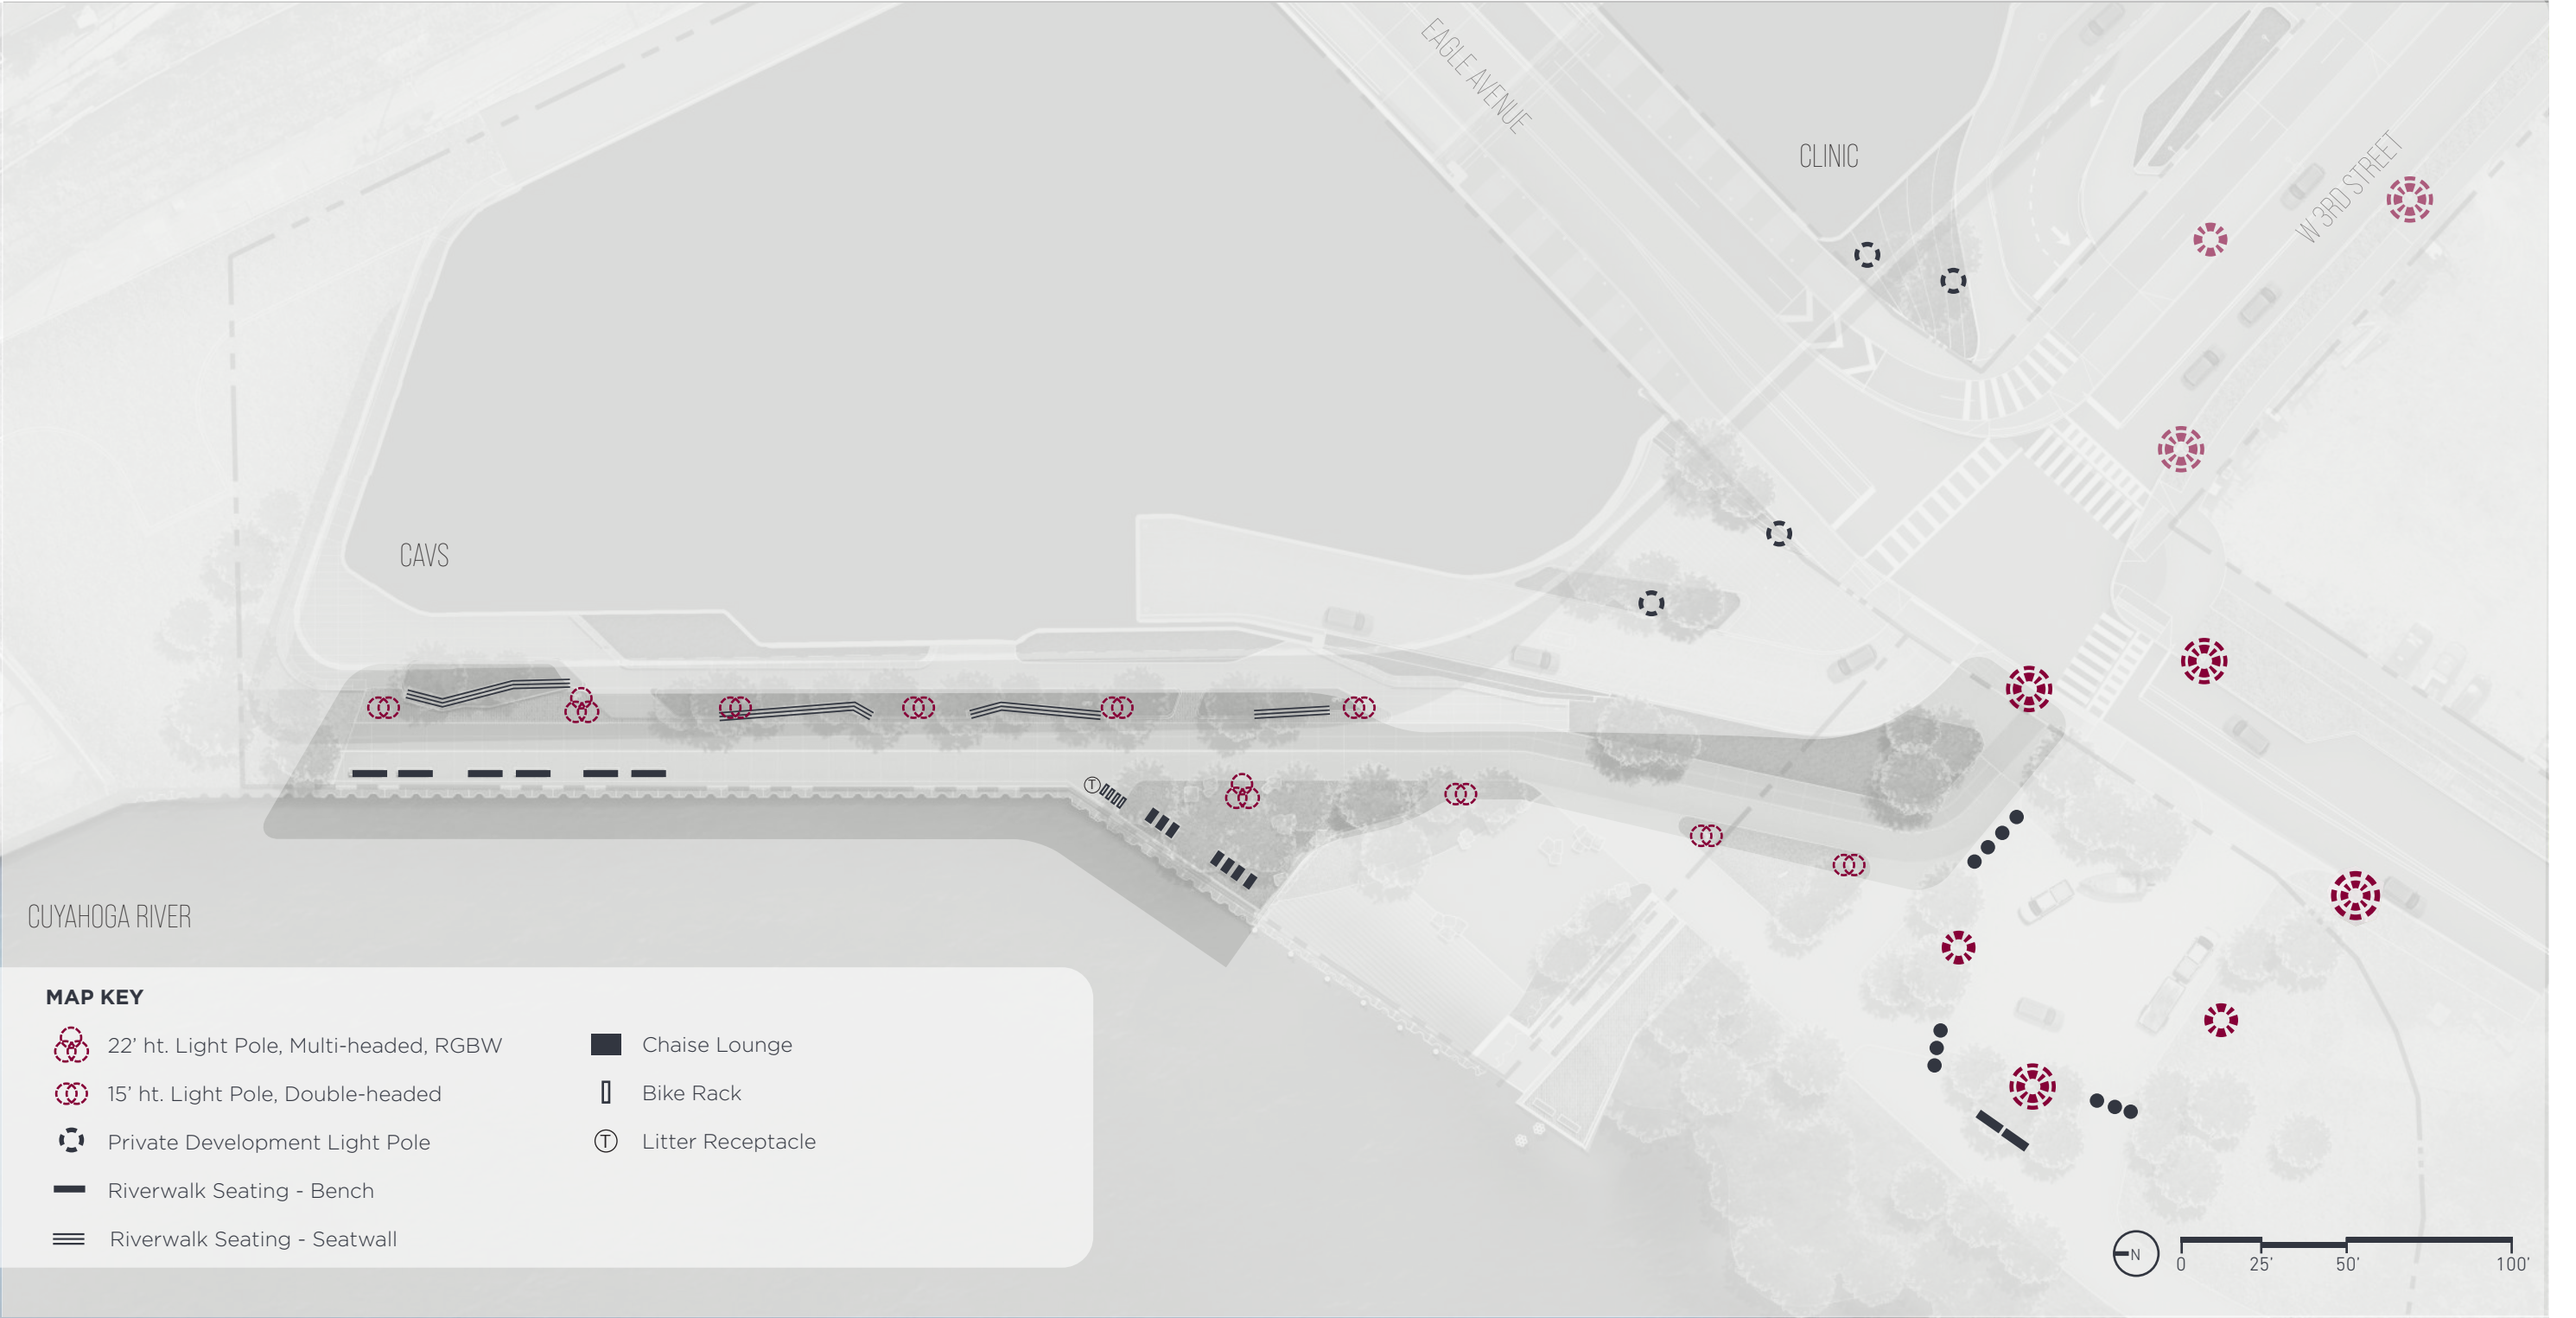 EAGLE AVENUE
CLINIC
W 3RD STREET
CAVS
T
CUYAHOGA RIVER
MAP KEY
22’ ht. Light Pole, Multi-headed, RGBW
15’ ht. Light Pole, Double-headed
Private Development Light Pole
Riverwalk Seating - Bench
Riverwalk Seating - Seatwall
Chaise Lounge
Bike Rack
T Litter Receptacle
N
0 25’ 50’ 100’